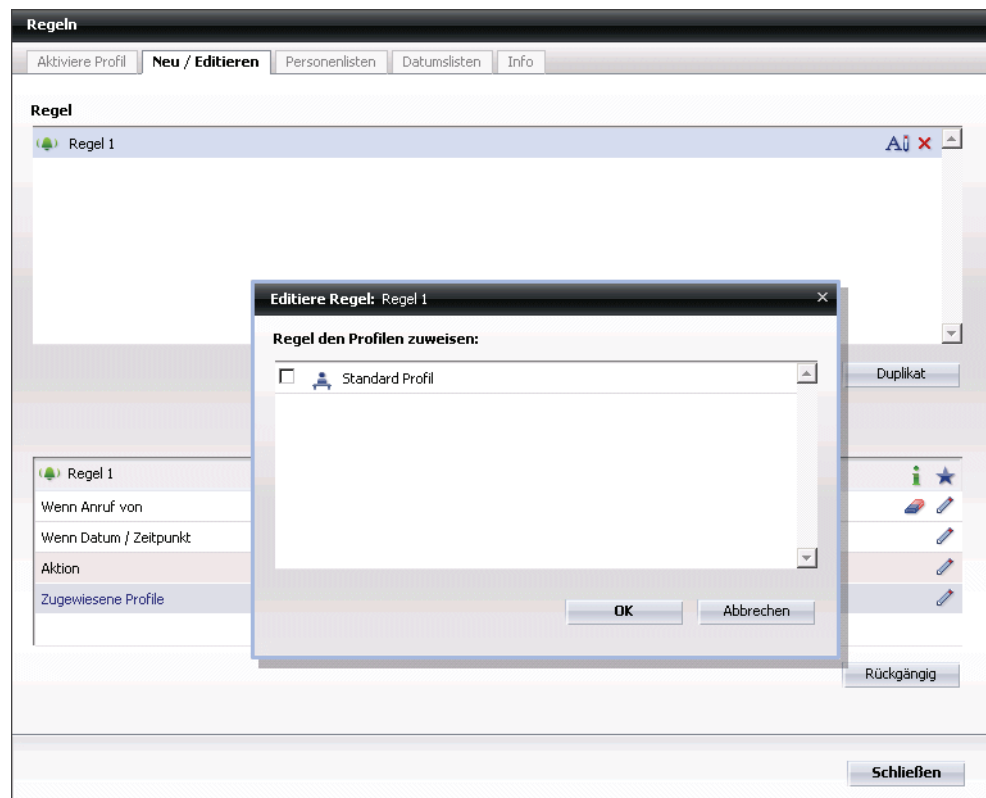 Regeln
Aktiviere Profil Neu / Editieren Personenlisten Datumslisten Info
Regel
Regel 1
Editiere Regel: Regel 1
Regel den Profilen zuweisen:
Standard Profil
Duplikat
Regel 1
Wenn Anruf von
Wenn Datum / Zeitpunkt
Aktion
Zugewiesene Profile
OK Abbrechen
Rückgängig
Schließen